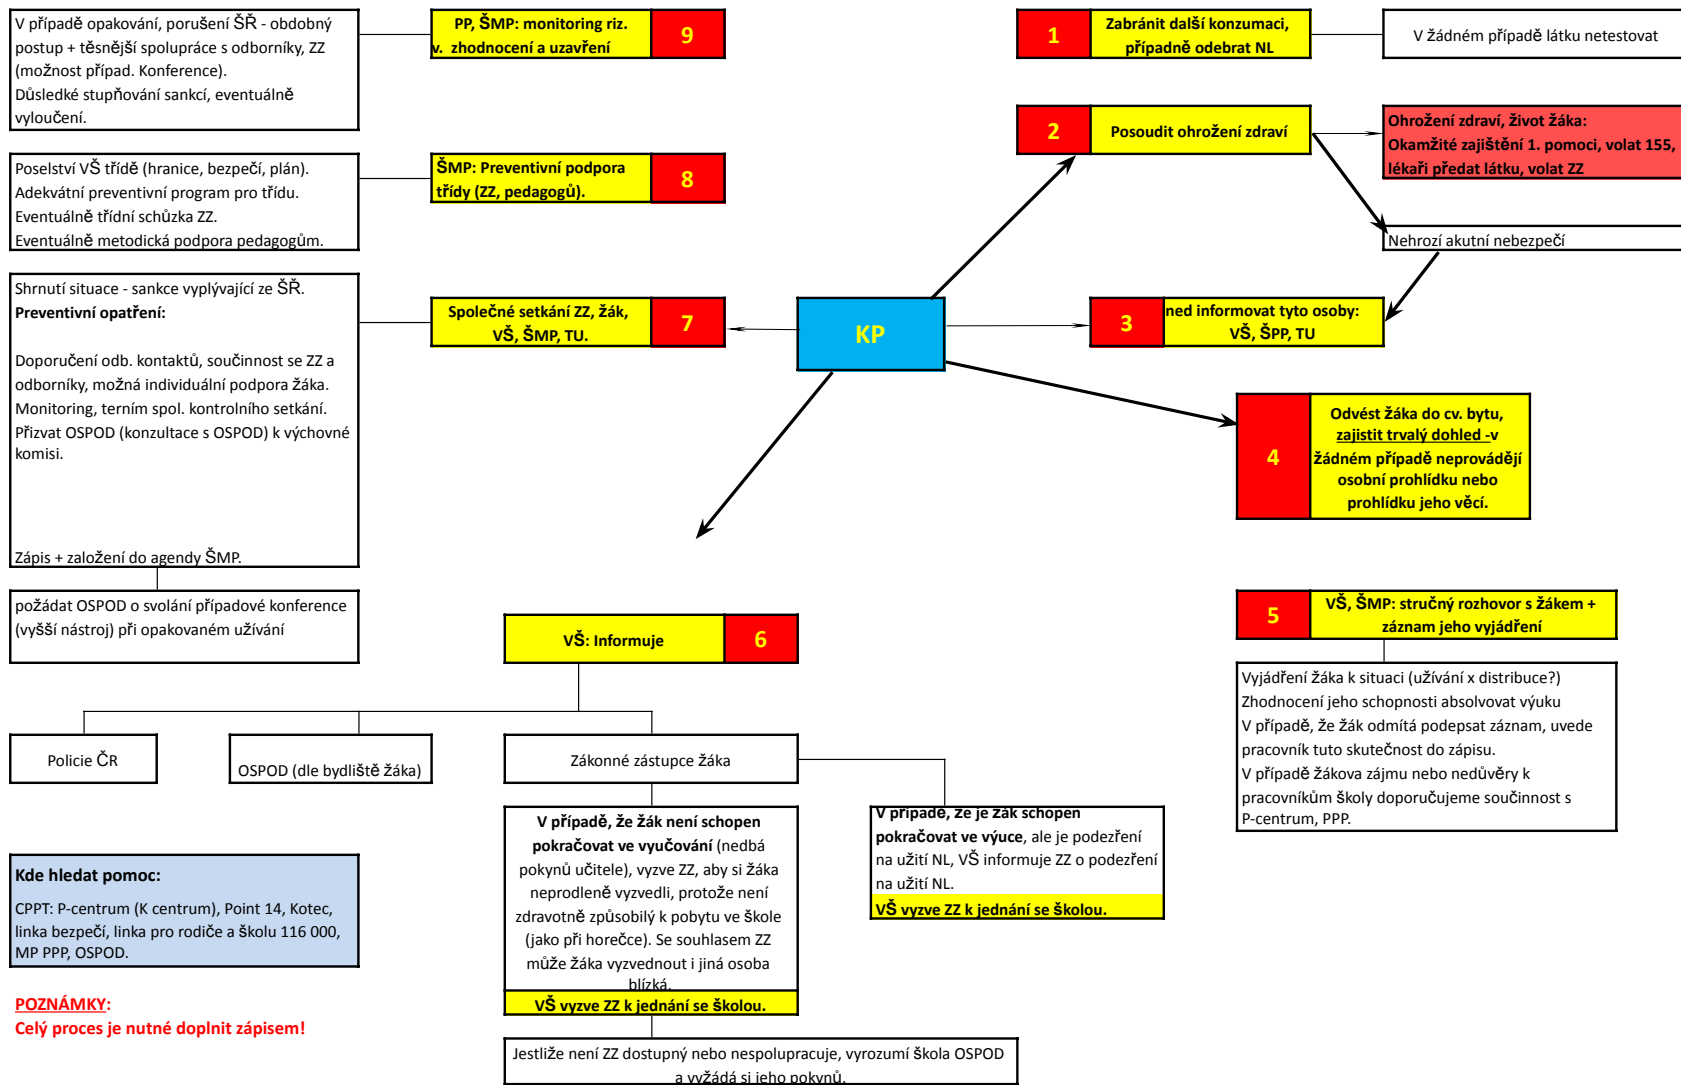 V případě opakování, porušení ŠŘ - obdobný
postup + těsnější spolupráce s odborníky, ZZ
(možnost případ. Konference).
Důsledké stupňování sankcí, eventuálně
vyloučení.
PP, ŠMP: monitoring riz.
v. zhodnocení a uzavření
9
1
Zabránit další konzumaci,
případně odebrat NL
V žádném případě látku netestovat
2
Posoudit ohrožení zdraví
Ohrožení zdraví, život žáka:
Okamžité zajištění 1. pomoci, volat 155,
lékaři předat látku, volat ZZ
Nehrozí akutní nebezpečí
Poselství VŠ třídě (hranice, bezpečí, plán).
Adekvátní preventivní program pro třídu.
Eventuálně třídní schůzka ZZ.
Eventuálně metodická podpora pedagogům.
ŠMP: Preventivní podpora
třídy (ZZ, pedagogů).
8
Shrnutí situace - sankce vyplývající ze ŠŘ.
Preventivní opatření:
Doporučení odb. kontaktů, součinnost se ZZ a
odborníky, možná individuální podpora žáka.
Monitoring, terním spol. kontrolního setkání.
Přizvat OSPOD (konzultace s OSPOD) k výchovné
komisi.
Zápis + založení do agendy ŠMP.
Společné setkání ZZ, žák,
VŠ, ŠMP, TU.
7
KP
3
ned informovat tyto osoby:
VŠ, ŠPP, TU
4
Odvést žáka do cv. bytu,
zajistit trvalý dohled -v
žádném případě neprovádějí
osobní prohlídku nebo
prohlídku jeho věcí.
požádat OSPOD o svolání případové konference
(vyšší nástroj) při opakovaném užívání
5
VŠ, ŠMP: stručný rozhovor s žákem +
záznam jeho vyjádření
Vyjádření žáka k situaci (užívání x distribuce?)
Zhodnocení jeho schopnosti absolvovat výuku
V případě, že žák odmítá podepsat záznam, uvede
pracovník tuto skutečnost do zápisu.
V případě žákova zájmu nebo nedůvěry k
pracovníkům školy doporučujeme součinnost s
P-centrum, PPP.
VŠ: Informuje
6
Policie ČR
OSPOD (dle bydliště žáka)
Zákonné zástupce žáka
V případě, že žák není schopen
pokračovat ve vyučování (nedbá
pokynů učitele), vyzve ZZ, aby si žáka
neprodleně vyzvedli, protože není
zdravotně způsobilý k pobytu ve škole
(jako při horečce). Se souhlasem ZZ
může žáka vyzvednout i jiná osoba
blízká.
VŠ vyzve ZZ k jednání se školou.
V případě, že je žák schopen
pokračovat ve výuce, ale je podezření
na užití NL, VŠ informuje ZZ o podezření
na užití NL.
VŠ vyzve ZZ k jednání se školou.
Jestliže není ZZ dostupný nebo nespolupracuje, vyrozumí škola OSPOD
a vyžádá si jeho pokynů.
Kde hledat pomoc:
CPPT: P-centrum (K centrum), Point 14, Kotec,
linka bezpečí, linka pro rodiče a školu 116 000,
MP PPP, OSPOD.
POZNÁMKY:
Celý proces je nutné doplnit zápisem!